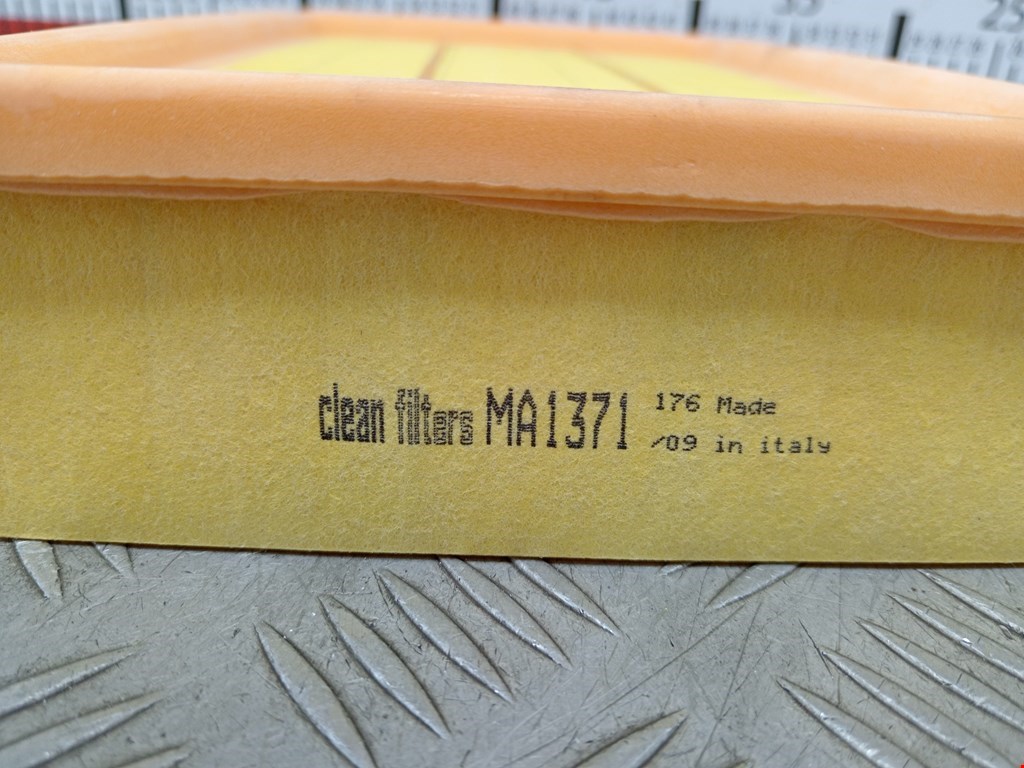 clean filters MA1371 176 Made
/09 in italy